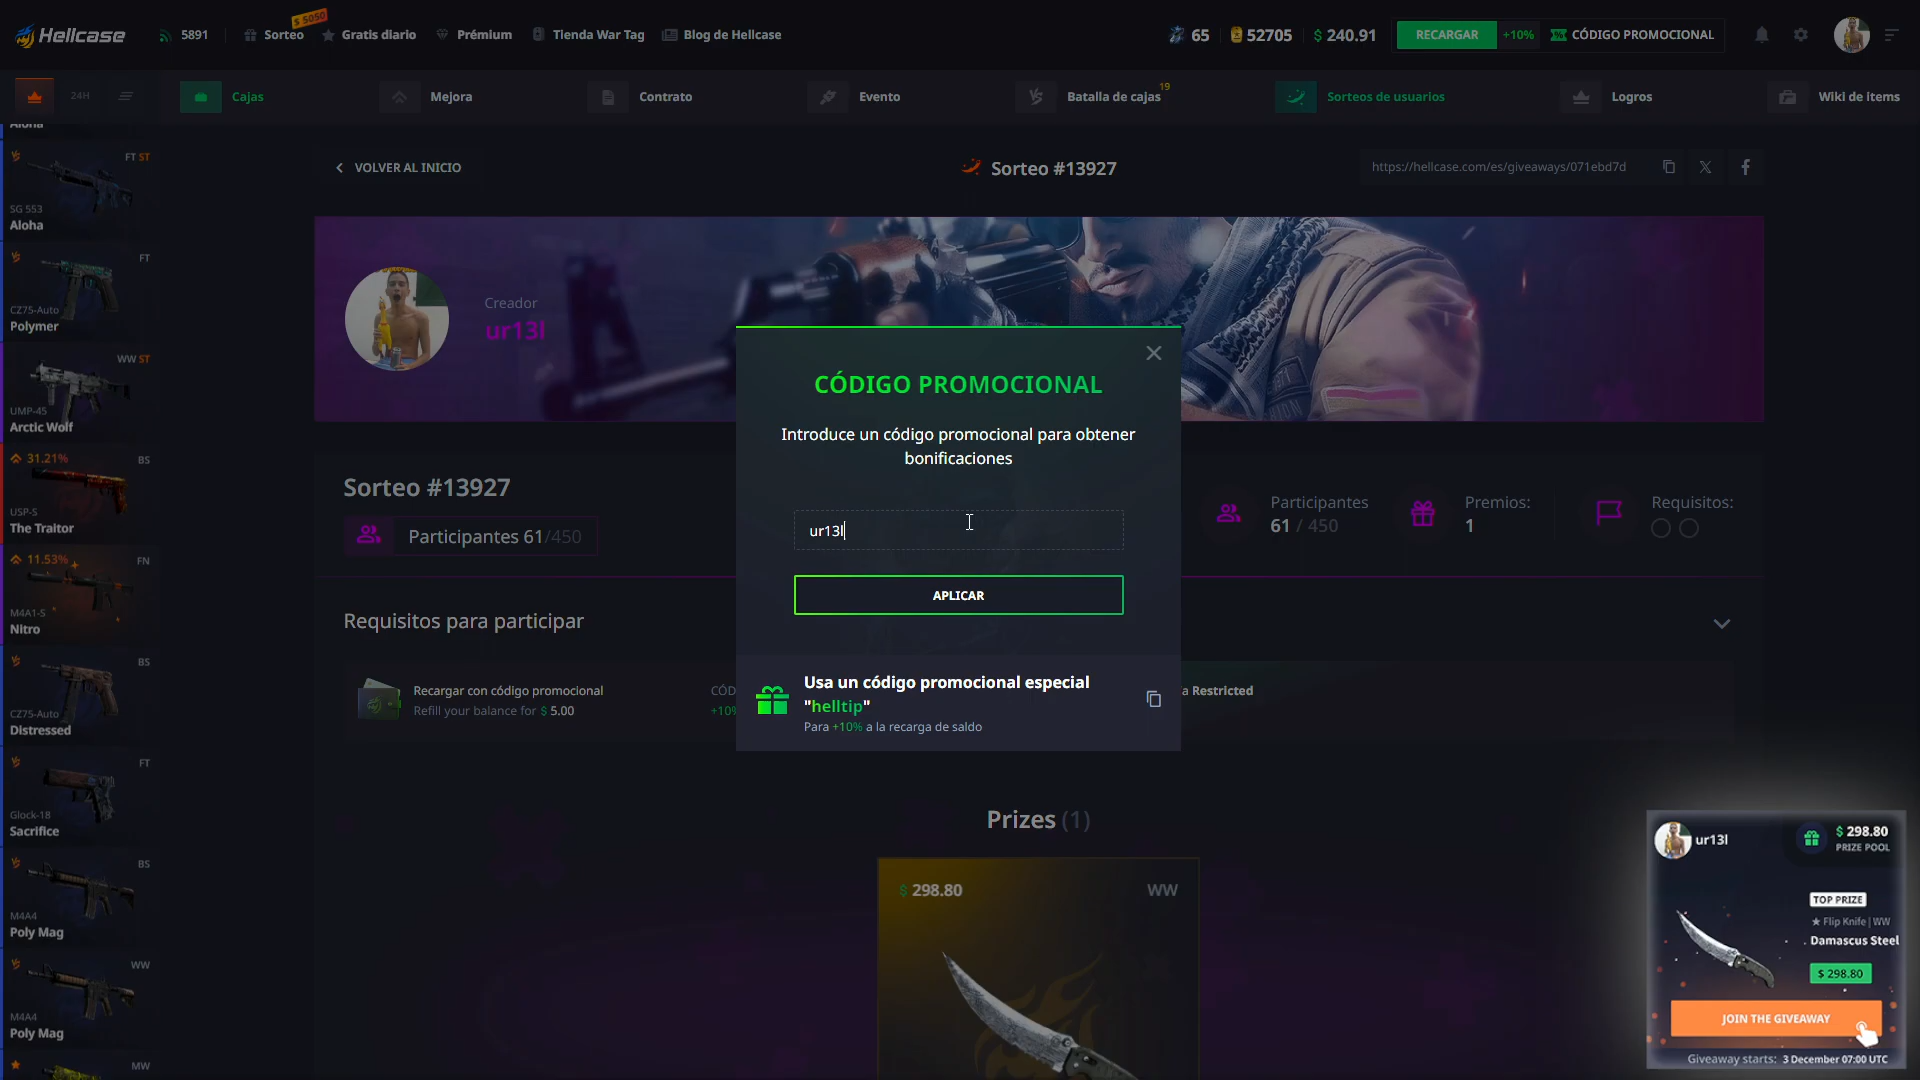 Hellcase
5891
$ 5050
Sorteo
Gratis diario
Prémium
Tienda War Tag
Blog de Hellcase
65
52705
$ 240.91
RECARGAR
+10%
CÓDIGO PROMOCIONAL
24H
Cajas
Mejora
Contrato
Evento
Batalla de cajas
19
Sorteos de usuarios
Logros
Wiki de items
Aloha
FT ST
SG 553
Aloha
FT
CZ75-Auto
Polymer
WW ST
UMP-45
Arctic Wolf
31.21%
BS
USP-S
The Traitor
11.53%
FN
M4A1-S
Nitro
BS
CZ75-Auto
Distressed
FT
Glock-18
Sacrifice
BS
M4A4
Poly Mag
WW
M4A4
Poly Mag
MW
VOLVER AL INICIO
Sorteo #13927
https://hellcase.com/es/giveaways/071ebd7d
Creador
ur13l
CÓDIGO PROMOCIONAL
Introduce un código promocional para obtener
bonificaciones
ur13l
APLICAR
Usa un código promocional especial
"helltip"
Para +10% a la recarga de saldo
Sorteo #13927
Participantes 61/450
Participantes
61 / 450
Premios:
1
Requisitos:
Requisitos para participar
Recargar con código promocional
Refill your balance for $ 5.00
CÓD
+10%
a Restricted
Prizes (1)
$ 298.80
WW
ur13l
$ 298.80
PRIZE POOL
TOP PRIZE
★ Flip Knife | WW
Damascus Steel
$ 298.80
JOIN THE GIVEAWAY
Giveaway starts: 3 December 07:00 UTC